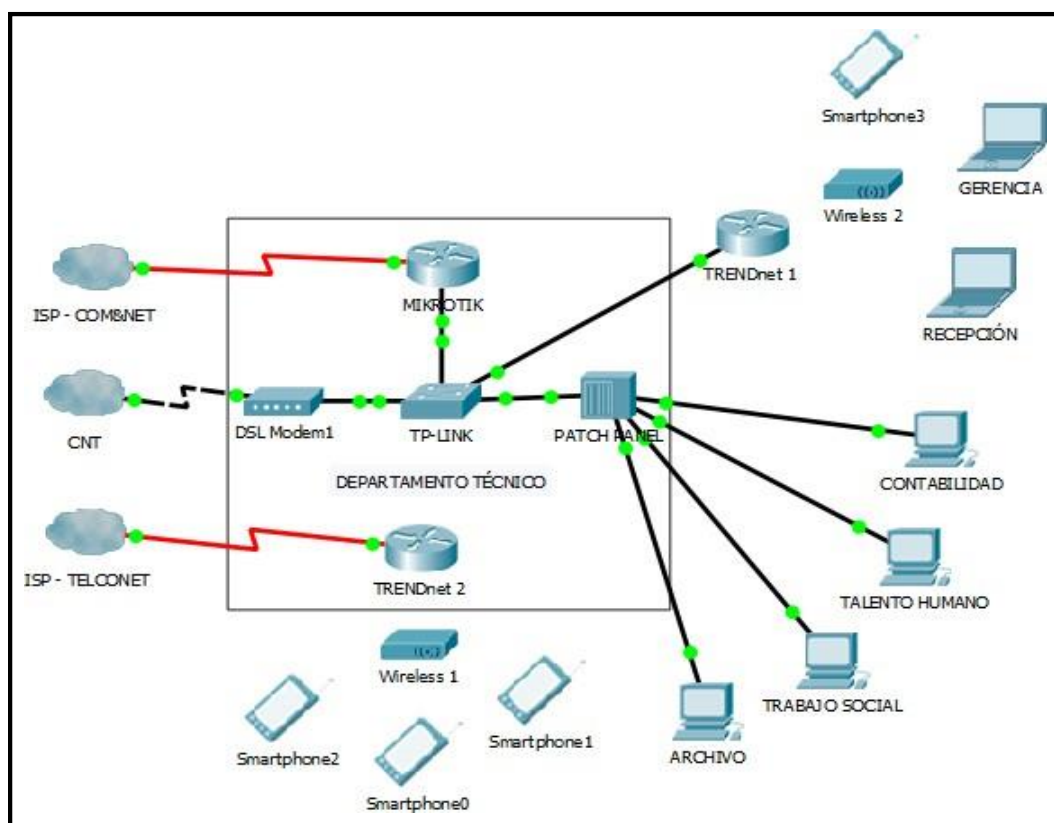 Smartphone3
GERENCIA
Wireless 2
TRENDnet 1
RECEPCIÓN
ISP - COM&NET
MIKROTIK
CNT
DSL Modem1
TP-LINK
PATCH PANEL
CONTABILIDAD
DEPARTAMENTO TÉCNICO
ISP - TELCONET
TRENDnet 2
TALENTO HUMANO
Wireless 1
TRABAJO SOCIAL
Smartphone2
Smartphone1
ARCHIVO
Smartphone0